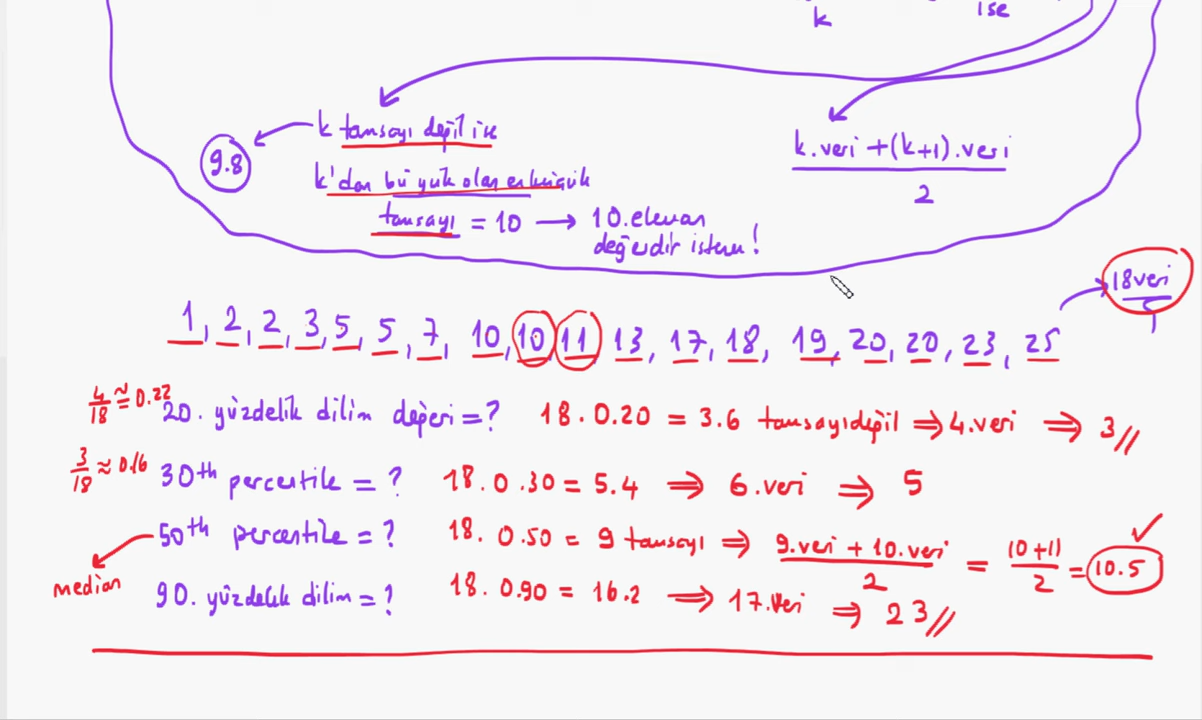 k
ise
k tamsayı değil ise
9.8
k.veri + (k+1).veri
2
k'dan büyük olan en küçük
tamsayı = 10 → 10. eleman
değerdir istenen!
18 veri
1, 2, 2, 3, 5, 5, 7, 10, 10, 11 13, 17, 18, 19, 20, 20, 23, 25
4/18 ≈ 0.22
20. yüzdelik dilim değeri = ? 18. 0.20 = 3.6 tamsayı değil ⇒ 4. veri ⇒ 3//
3/18 ≈ 0.16
30th percentile = ? 18. 0.30 = 5.4 ⇒ 6. veri ⇒ 5
50th percentile = ? 18. 0.50 = 9 tamsayı ⇒ 9.veri + 10.veri / 2 = (10+11) / 2 = 10.5 ✓
median
90. yüzdelik dilim = ? 18. 0.90 = 16.2 ⇒ 17. veri ⇒ 23//